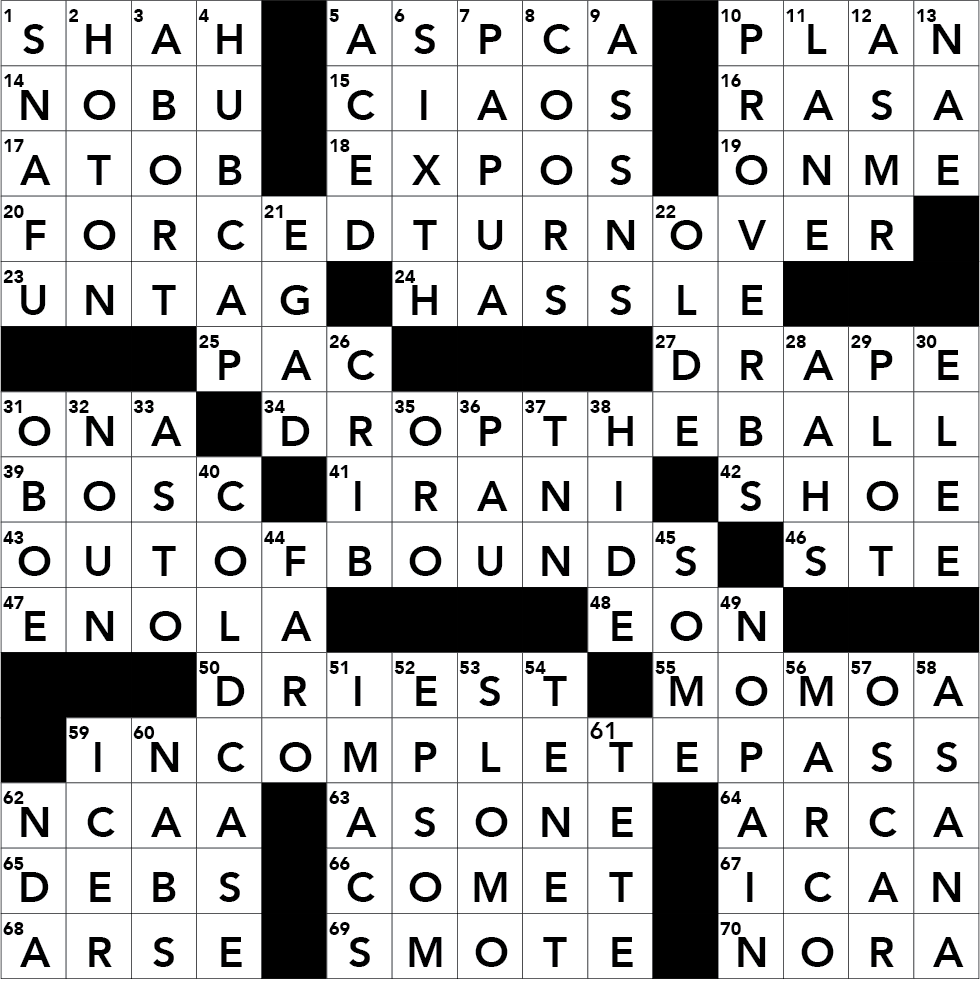 1 S 2 H 3 A 4 H 5 A 6 S 7 P 8 C 9 A 10 P 11 L 12 A 13 N
14 N O B U 15 C I A O S 16 R A S A
17 A T O B 18 E X P O S 19 O N M E
20 F O R C 21 E D T U R N 22 O V E R
23 U N T A G 24 H A S S L E
25 P A 26 C 27 D R 28 A 29 P 30 E
31 O 32 N 33 A 34 D R 35 O 36 P 37 T 38 H E B A L L
39 B O S 40 C 41 I R A N I 42 S H O E
43 O U T O 44 F B O U N D 45 S 46 S T E
47 E N O L A 48 E O 49 N
50 D R 51 I 52 E 53 S 54 T 55 M O 56 M 57 O 58 A
59 I 60 N C O M P L E 61 T E P A S S
62 N C A A 63 A S O N E 64 A R C A
65 D E B S 66 C O M E T 67 I C A N
68 A R S E 69 S M O T E 70 N O R A